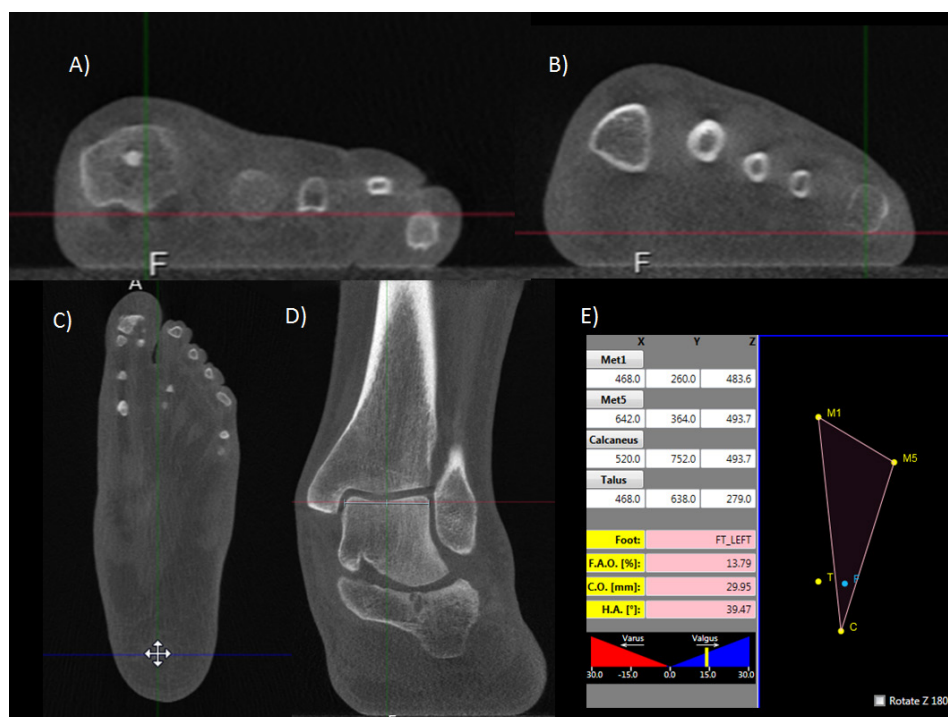 A)
B)
F
F
A
C)
D)
E)
X Y Z
Met1
468.0 260.0 483.6
Met5
642.0 364.0 493.7
Calcaneus
520.0 752.0 493.7
Talus
468.0 638.0 279.0
Foot: FT_LEFT
F.A.O. [%]: 13.79
C.O. [mm]: 29.95
H.A. [°]: 39.47
Varus Valgus
30.0 -15.0 0.0 15.0 30.0
M1
M5
T
F
C
Rotate Z 180